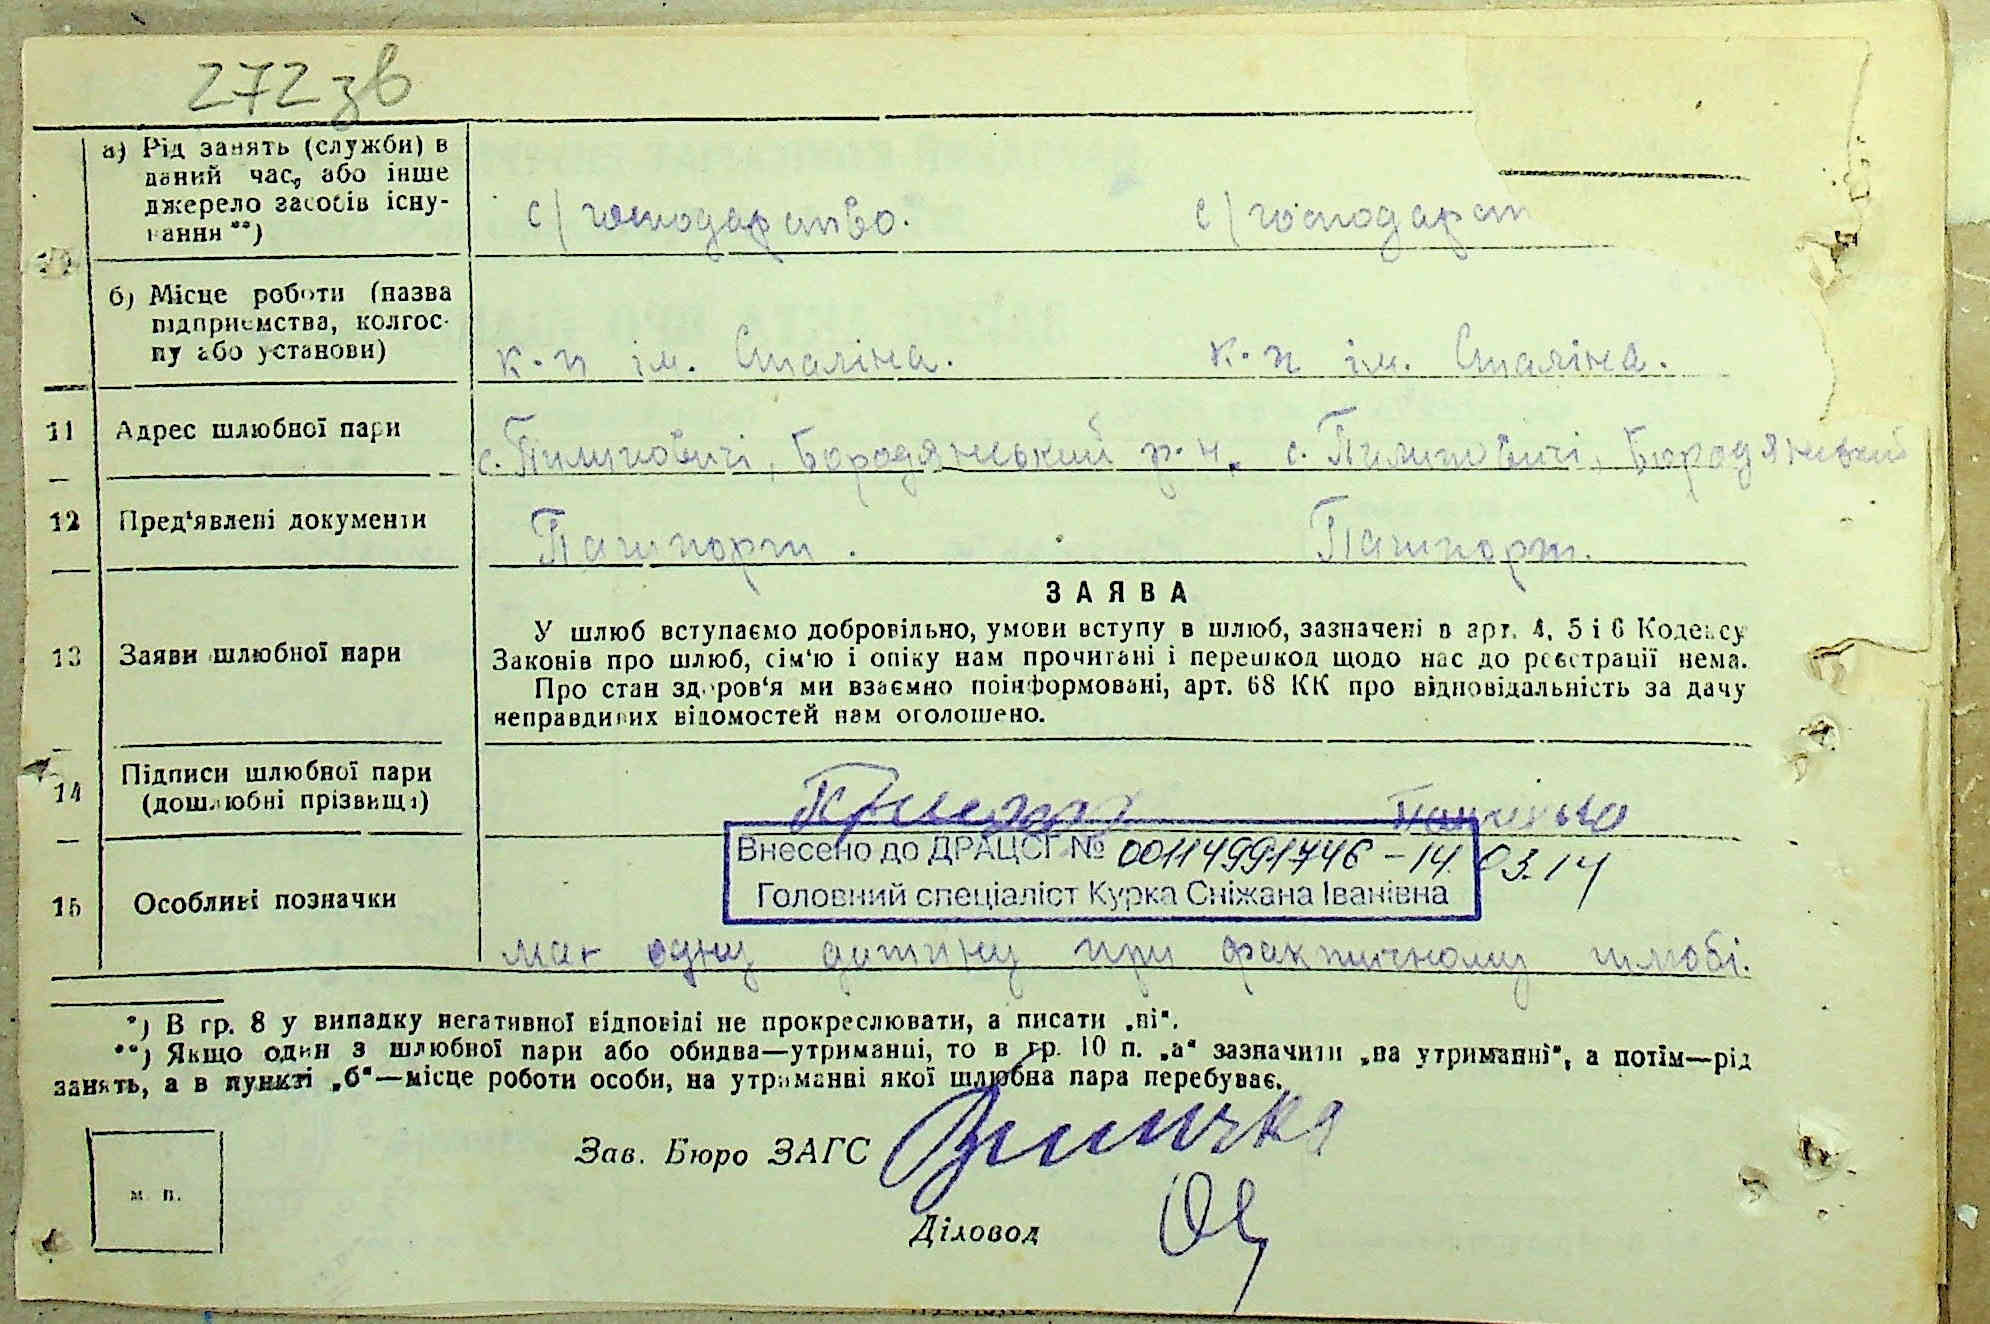 272 зв
а) Рід занять (служби) в
даний час, або інше
джерело засобів існу-
вання **)
с/господарство. с/господарст
10
б) Місце роботи (назва
підприємства, колгос-
пу або установи)
к-п ім. Сталіна. к-п ім. Сталіна.
11 Адрес шлюбної пари
с. Пилиповичі, Бородянський р-н. с. Пилиповичі, Бородянський
12 Пред'явлені документи
Пашпорт. Пашпорт.
ЗАЯВА
13 Заяви шлюбної пари
У шлюб вступаємо добровільно, умови вступу в шлюб, зазначені в арт. 4, 5 і 6 Кодексу
Законів про шлюб, сім'ю і опіку нам прочитані і перешкод щодо нас до реєстрації нема.
Про стан здоров'я ми взаємно поінформовані, арт. 68 КК про відповідальність за дачу
неправдивих відомостей нам оголошено.
14 Підписи шлюбної пари
(дошлюбні прізвища)
Внесено до ДРАЦСГ № 00114991746 - 14.03.14
Головний спеціаліст Курка Сніжана Іванівна
15 Особливі позначки
має одну дитину при фактичному шлюбі.
*) В гр. 8 у випадку негативної відповіді не прокреслювати, а писати „ні".
**) Якщо один з шлюбної пари або обидва—утриманці, то в гр. 10 п. „а" зазначити „на утриманні", а потім—рід
занять, а в пункті „б"—місце роботи особи, на утриманні якої шлюбна пара перебуває.
Зав. Бюро ЗАГС
м. п.
Діловод